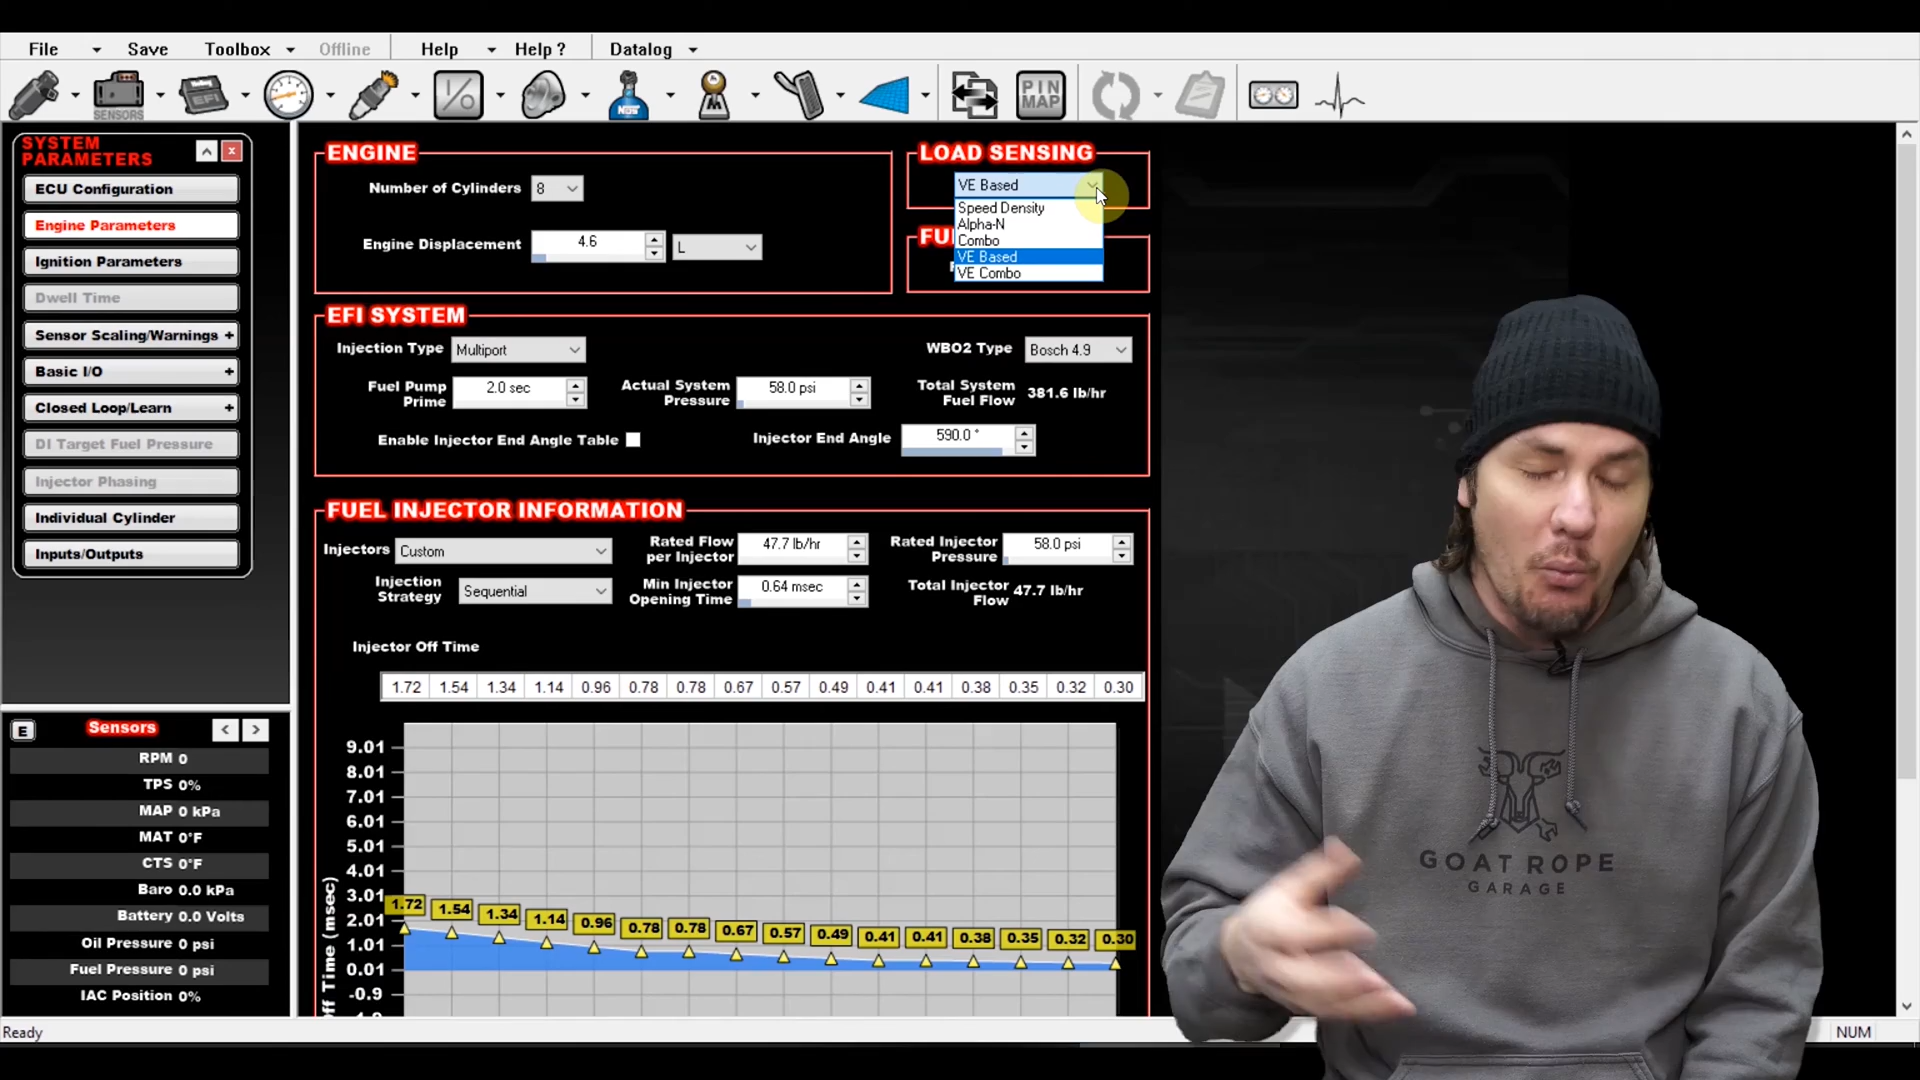 File Save Toolbox Offline Help Help ? Datalog
SENSORS EFI I/O NOS PIN MAP
SYSTEM PARAMETERS
ECU Configuration
Engine Parameters
Ignition Parameters
Dwell Time
Sensor Scaling/Warnings +
Basic I/O +
Closed Loop/Learn +
DI Target Fuel Pressure
Injector Phasing
Individual Cylinder
Inputs/Outputs
E Sensors < >
RPM 0
TPS 0%
MAP 0 kPa
MAT 0°F
CTS 0°F
Baro 0.0 kPa
Battery 0.0 Volts
Oil Pressure 0 psi
Fuel Pressure 0 psi
IAC Position 0%
ENGINE
Number of Cylinders 8
Engine Displacement 4.6 L
LOAD SENSING
VE Based
Speed Density
Alpha-N
Combo
VE Based
VE Combo
EFI SYSTEM
Injection Type Multiport
WBO2 Type Bosch 4.9
Fuel Pump Prime 2.0 sec
Actual System Pressure 58.0 psi
Total System Fuel Flow 381.6 lb/hr
Enable Injector End Angle Table
Injector End Angle 590.0 °
FUEL INJECTOR INFORMATION
Injectors Custom
Rated Flow per Injector 47.7 lb/hr
Rated Injector Pressure 58.0 psi
Injection Strategy Sequential
Min Injector Opening Time 0.64 msec
Total Injector Flow 47.7 lb/hr
Injector Off Time
1.72 1.54 1.34 1.14 0.96 0.78 0.78 0.67 0.57 0.49 0.41 0.41 0.38 0.35 0.32 0.30
9.01
8.01
7.01
6.01
5.01
4.01
3.01
2.01
1.01
0.01
-0.9
Off Time (msec)
1.72 1.54 1.34 1.14 0.96 0.78 0.78 0.67 0.57 0.49 0.41 0.41 0.38 0.35 0.32 0.30
GOAT ROPE
GARAGE
Ready NUM